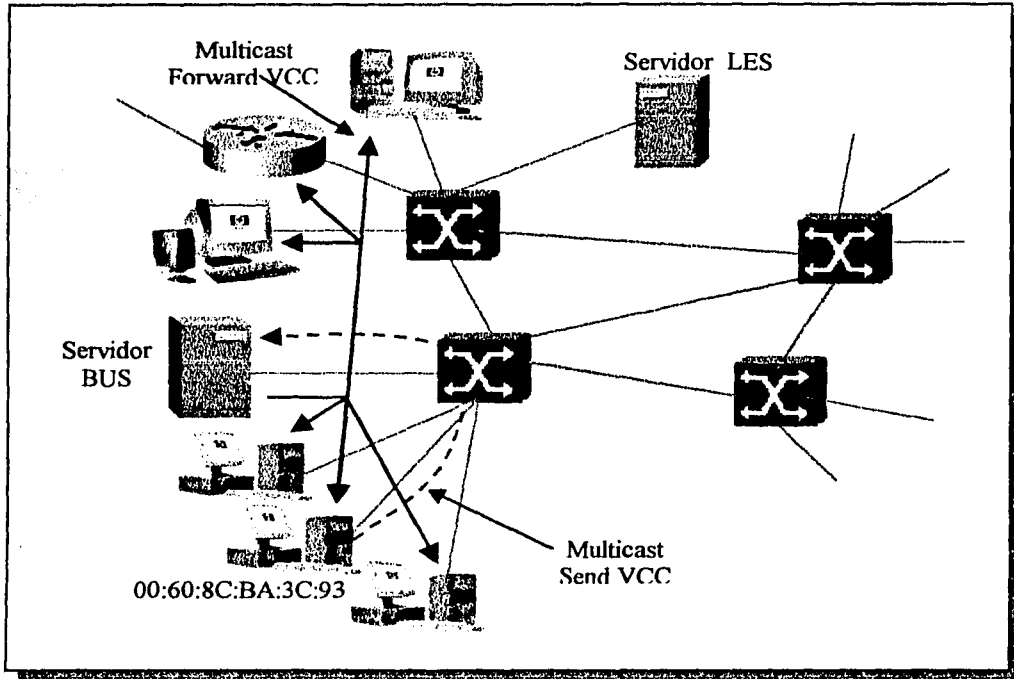 Multicast
Forward VCC
Servidor LES
Servidor
BUS
Multicast
Send VCC
00:60:8C:BA:3C:93